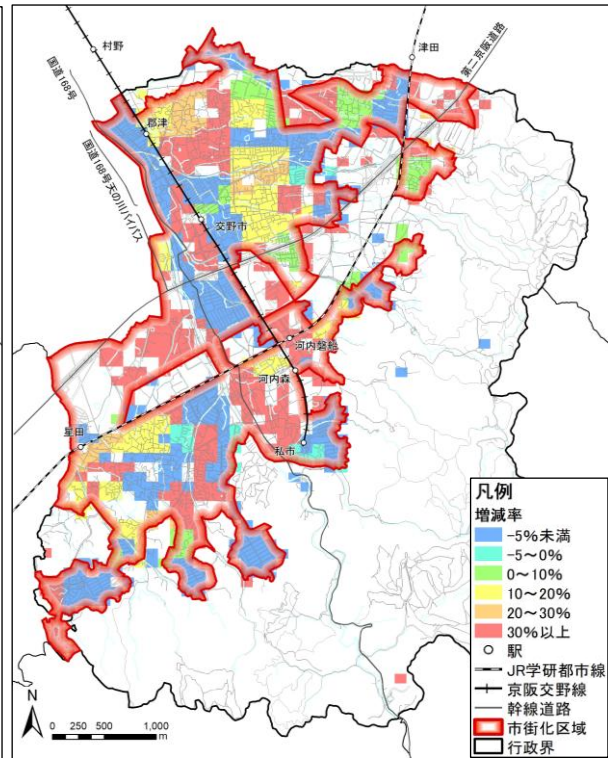 村野
津田
第二京阪道路
国道168号
郡津
国道168号 天の川バイパス
交野市
河内磐船
河内森
星田
私市
凡例
増減率
-5%未満
-5～0%
0～10%
10～20%
20～30%
30%以上
駅
JR学研都市線
京阪交野線
幹線道路
市街化区域
行政界
N
0 250 500 1,000
m